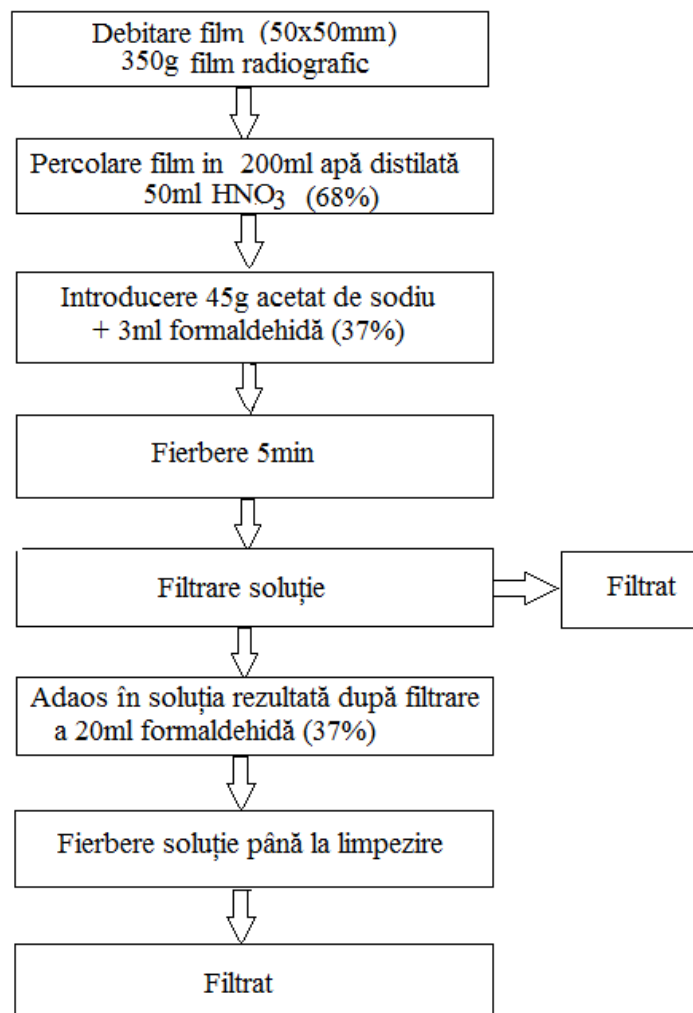 Debitare film (50x50mm)
350g film radiografic
Percolare film in 200ml apă distilată
50ml HNO3 (68%)
Introducere 45g acetat de sodiu
+ 3ml formaldehidă (37%)
Fierbere 5min
Filtrare soluție
Filtrat
Adaos în soluția rezultată după filtrare
a 20ml formaldehidă (37%)
Fierbere soluție până la limpezire
Filtrat